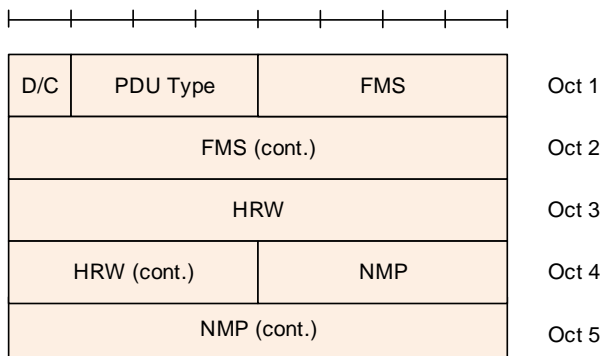 D/C PDU Type FMS Oct 1
FMS (cont.) Oct 2
HRW Oct 3
HRW (cont.) NMP Oct 4
NMP (cont.) Oct 5